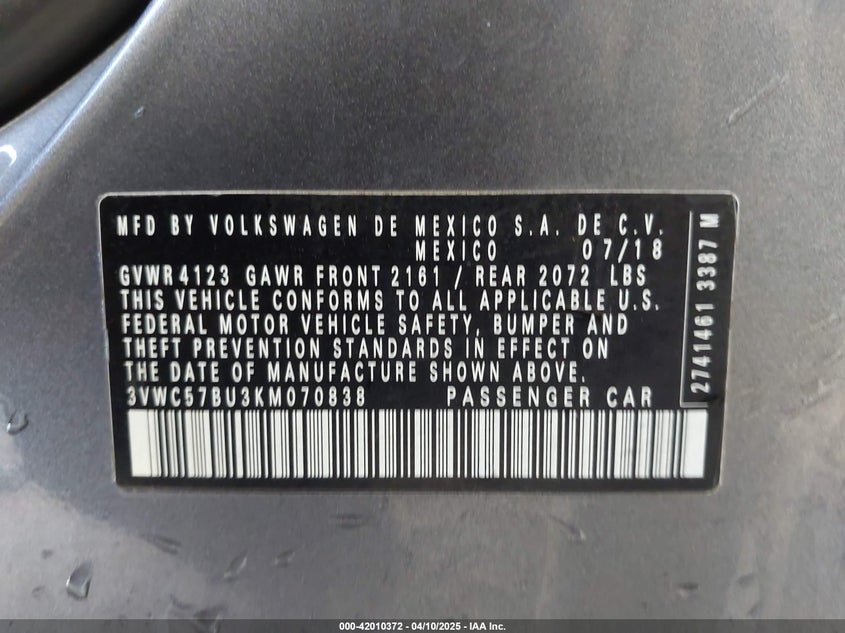 MFD BY VOLKSWAGEN DE MEXICO S.A. DE C.V.
MEXICO 07/18
GVWR 4123 GAWR FRONT 2161 / REAR 2072 LBS
THIS VEHICLE CONFORMS TO ALL APPLICABLE U.S.
FEDERAL MOTOR VEHICLE SAFETY, BUMPER AND
THEFT PREVENTION STANDARDS IN EFFECT ON
THE DATE OF MANUFACTURE SHOWN ABOVE.
3VWC57BU3KM070838 PASSENGER CAR
2741461 3387 M
000-42010372 - 04/10/2025 - IAA Inc.